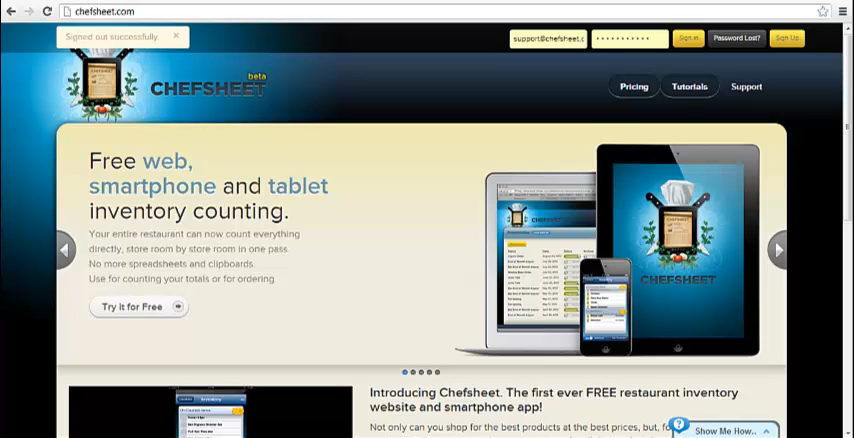 chefsheet.com
Signed out successfully. ×
support@chefsheet.c
Sign in
Password Lost?
Sign Up
beta
CHEFSHEET
Pricing
Tutorials
Support
Free web,
smartphone and tablet
inventory counting.
Your entire restaurant can now count everything
directly, store room by store room in one pass.
No more spreadsheets and clipboards.
Use for counting your totals or for ordering
Try it for Free
CHEFSHEET
Introducing Chefsheet. The first ever FREE restaurant inventory
website and smartphone app!
Not only can you shop for the best products at the best prices, but, fo
Show Me How..